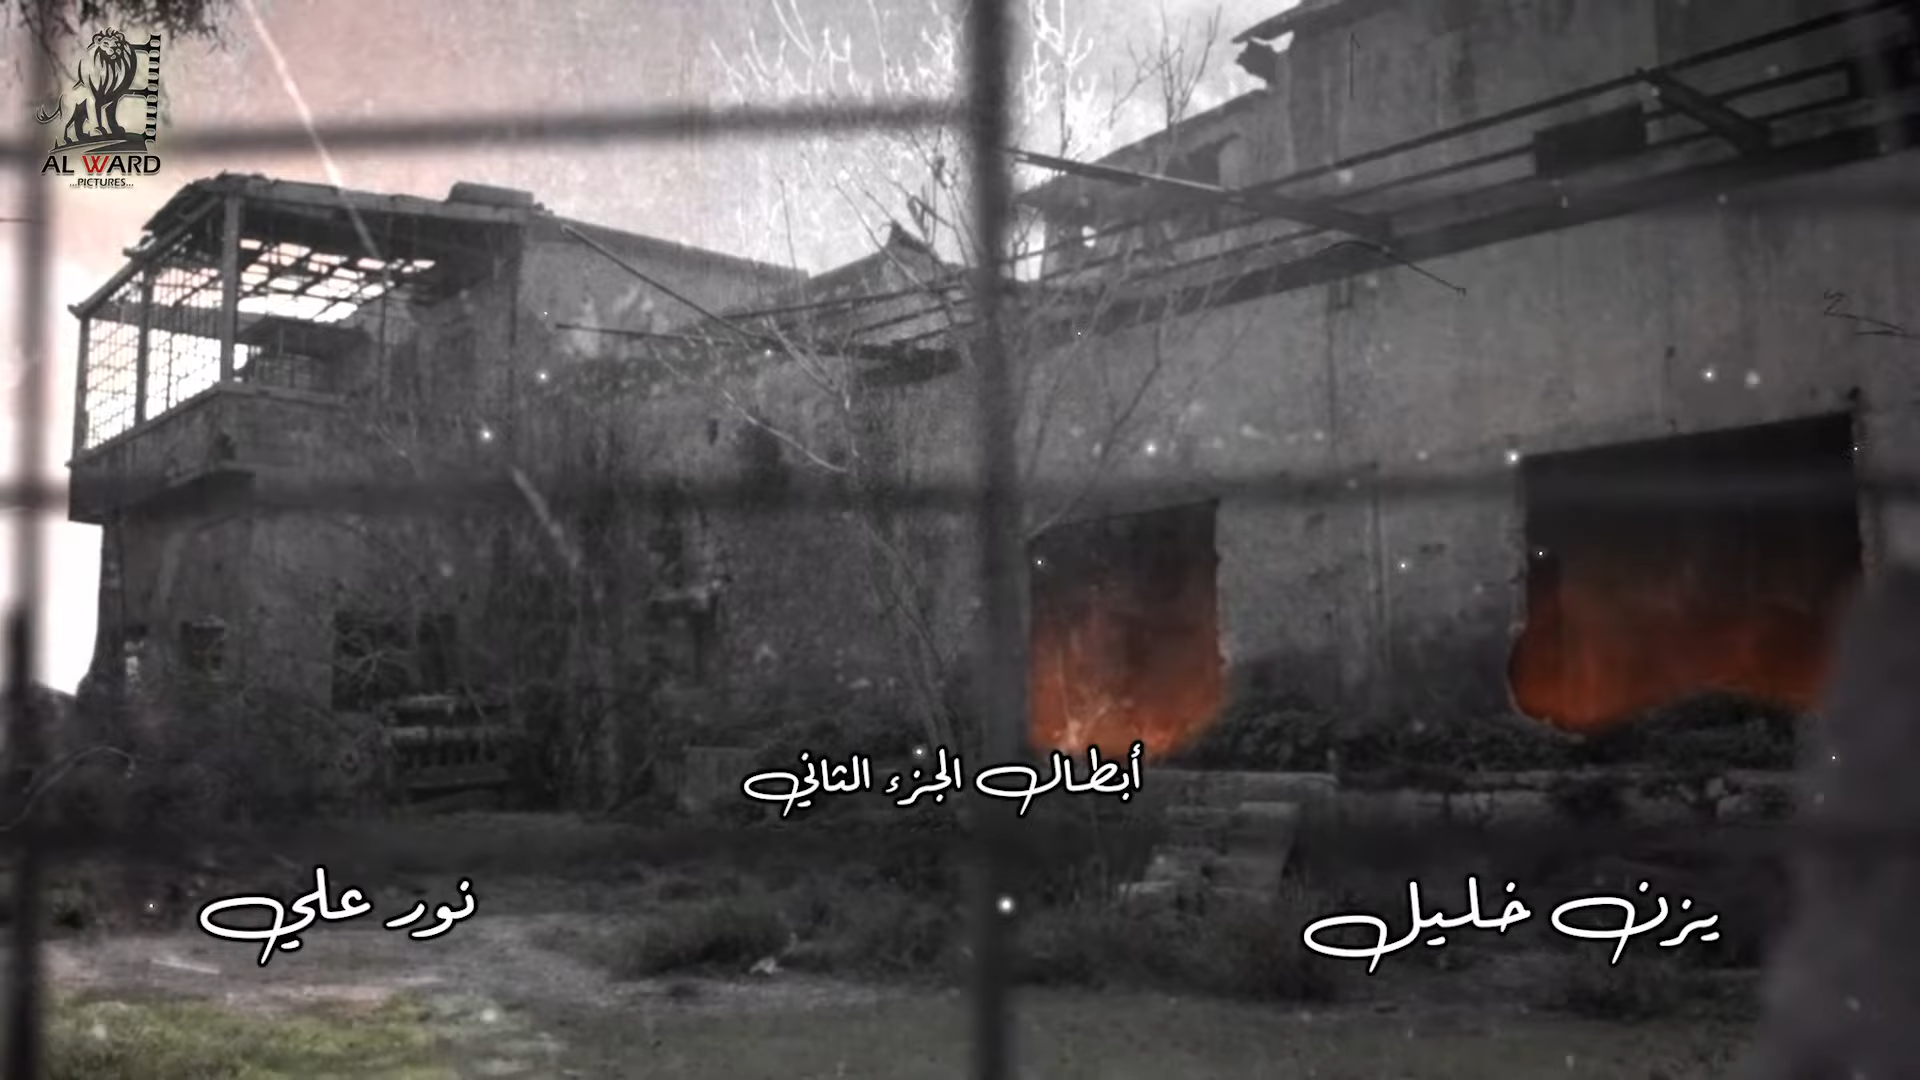 AL WARD
...PICTURES...
أبطال الجزء الثاني
يزن خليل
نور علي